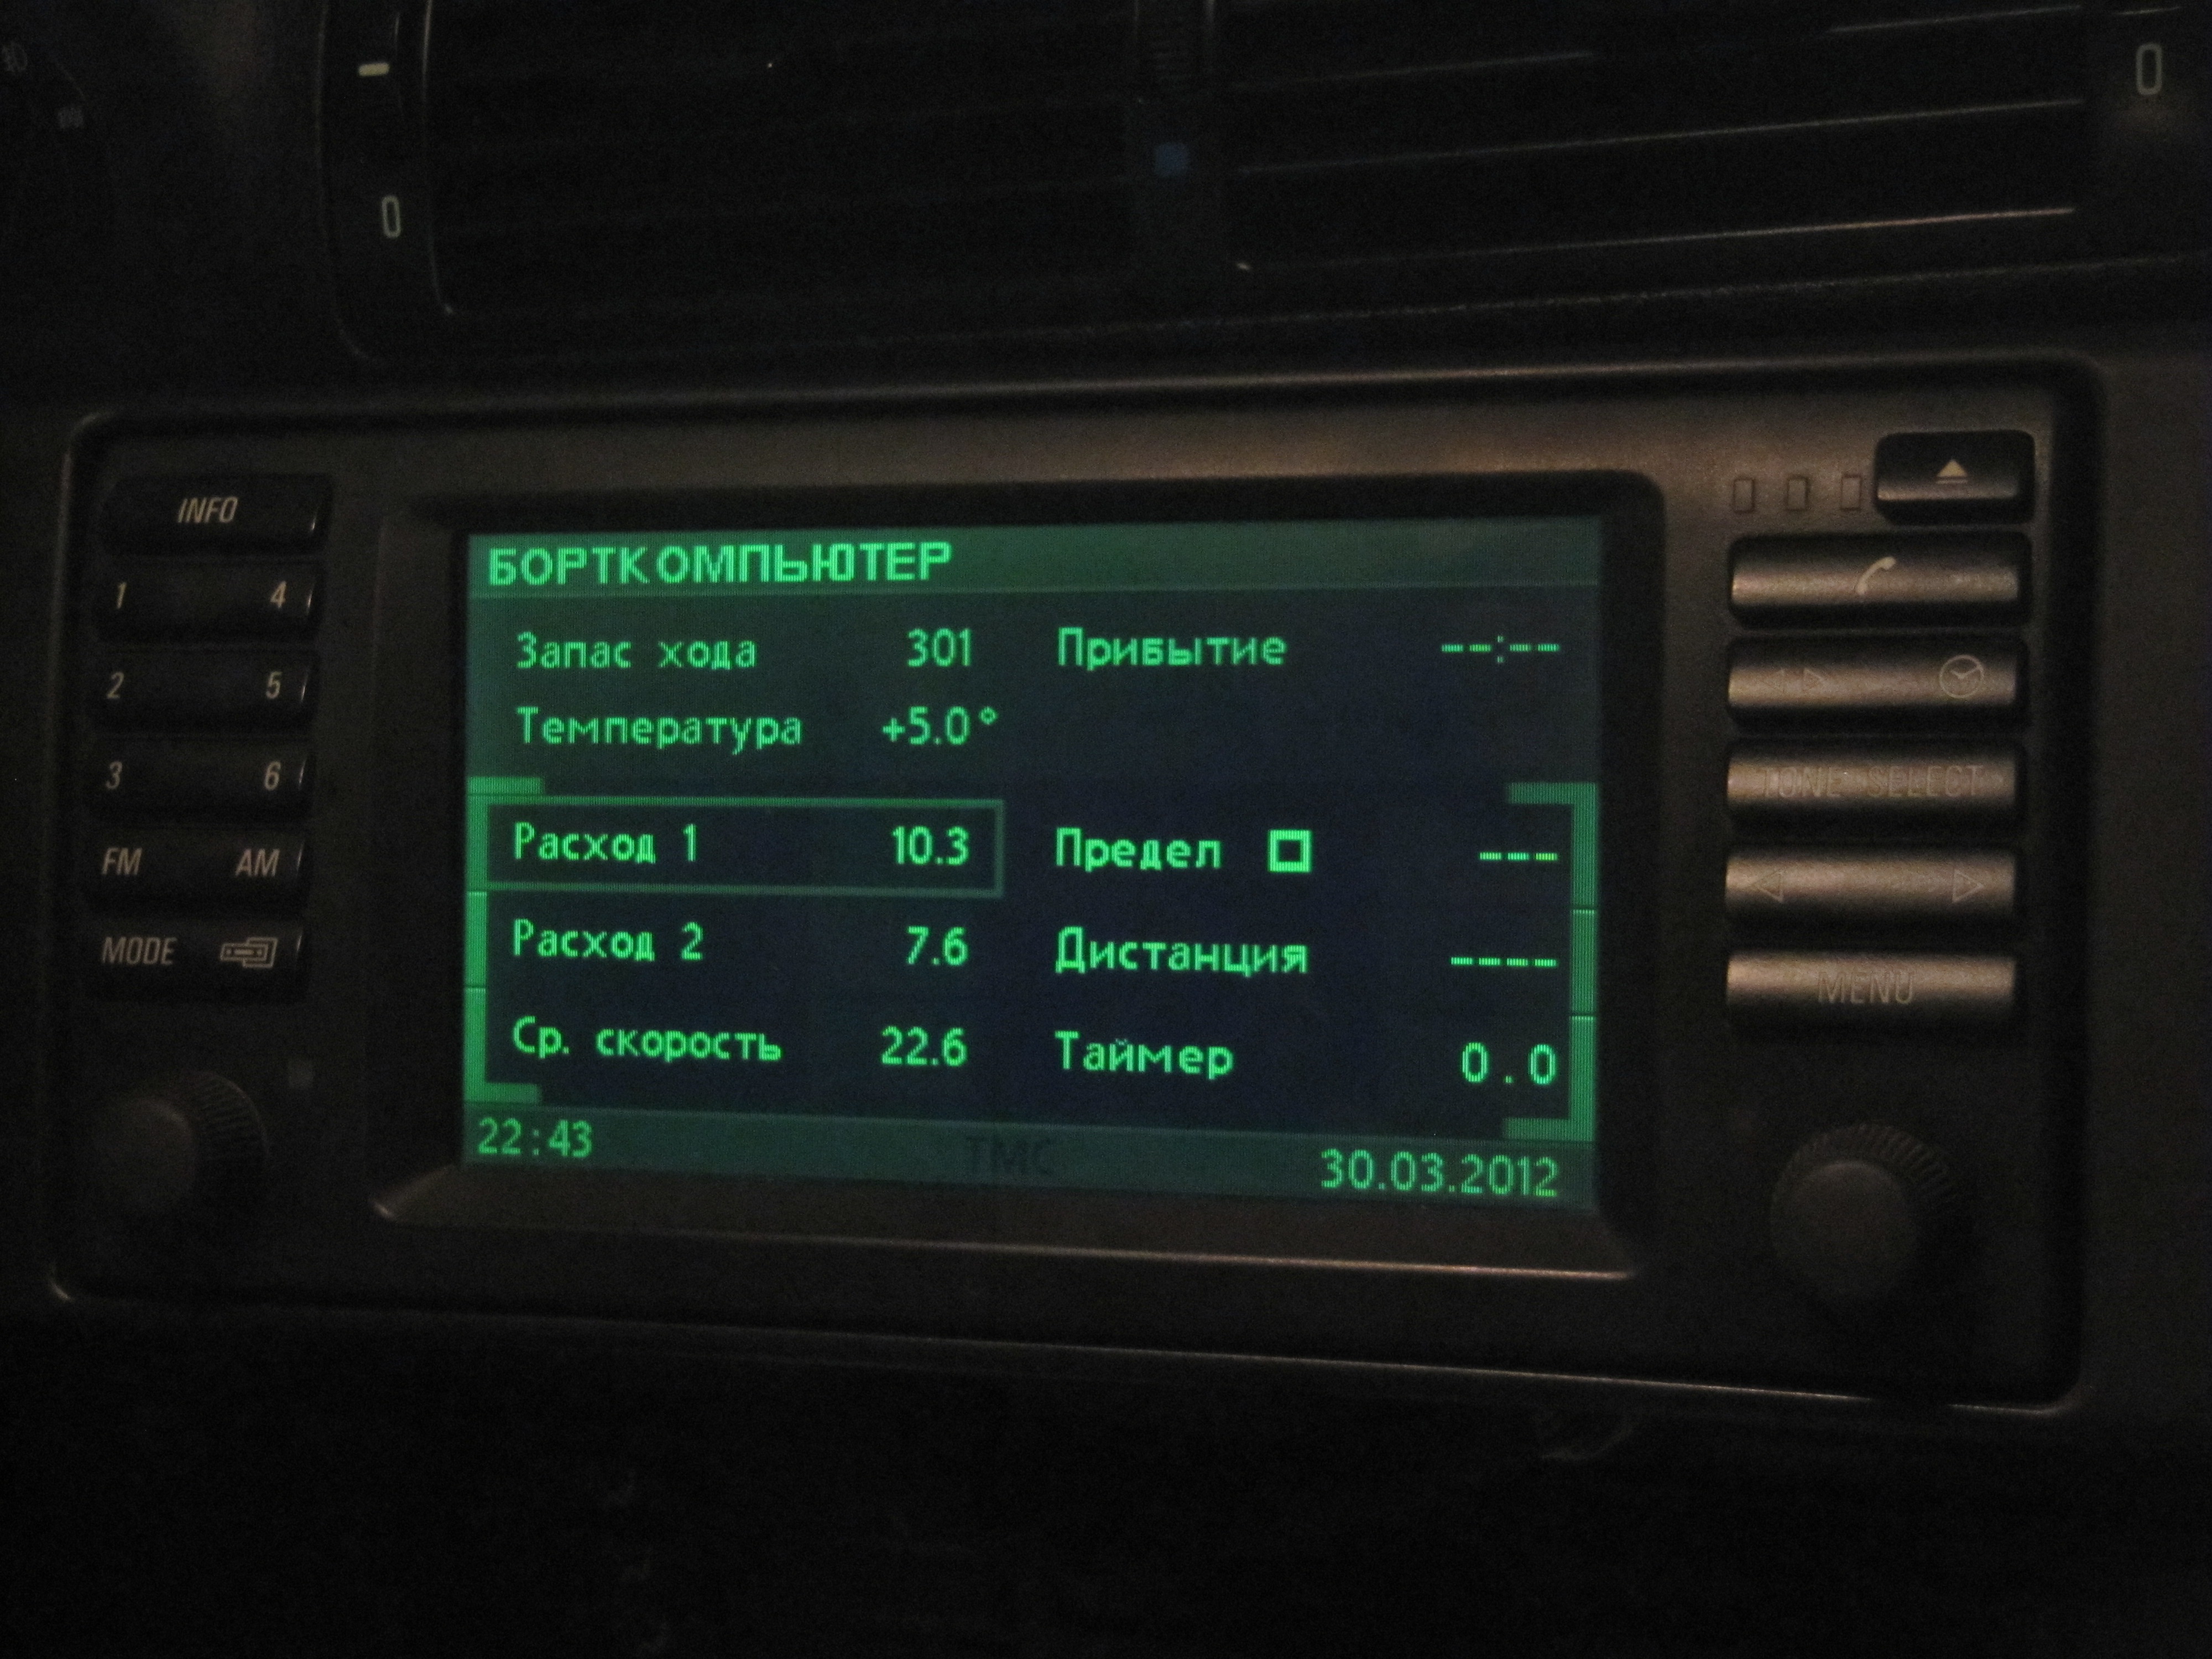 0
0
INFO
1 4
2 5
3 6
FM AM
MODE
БОРТКОМПЬЮТЕР
Запас хода 301 Прибытие --:--
Температура +5.0°
Расход 1 10.3 Предел ---
Расход 2 7.6 Дистанция ----
Ср. скорость 22.6 Таймер 0.0
22:43 TMC 30.03.2012
TONE SELECT
MENU